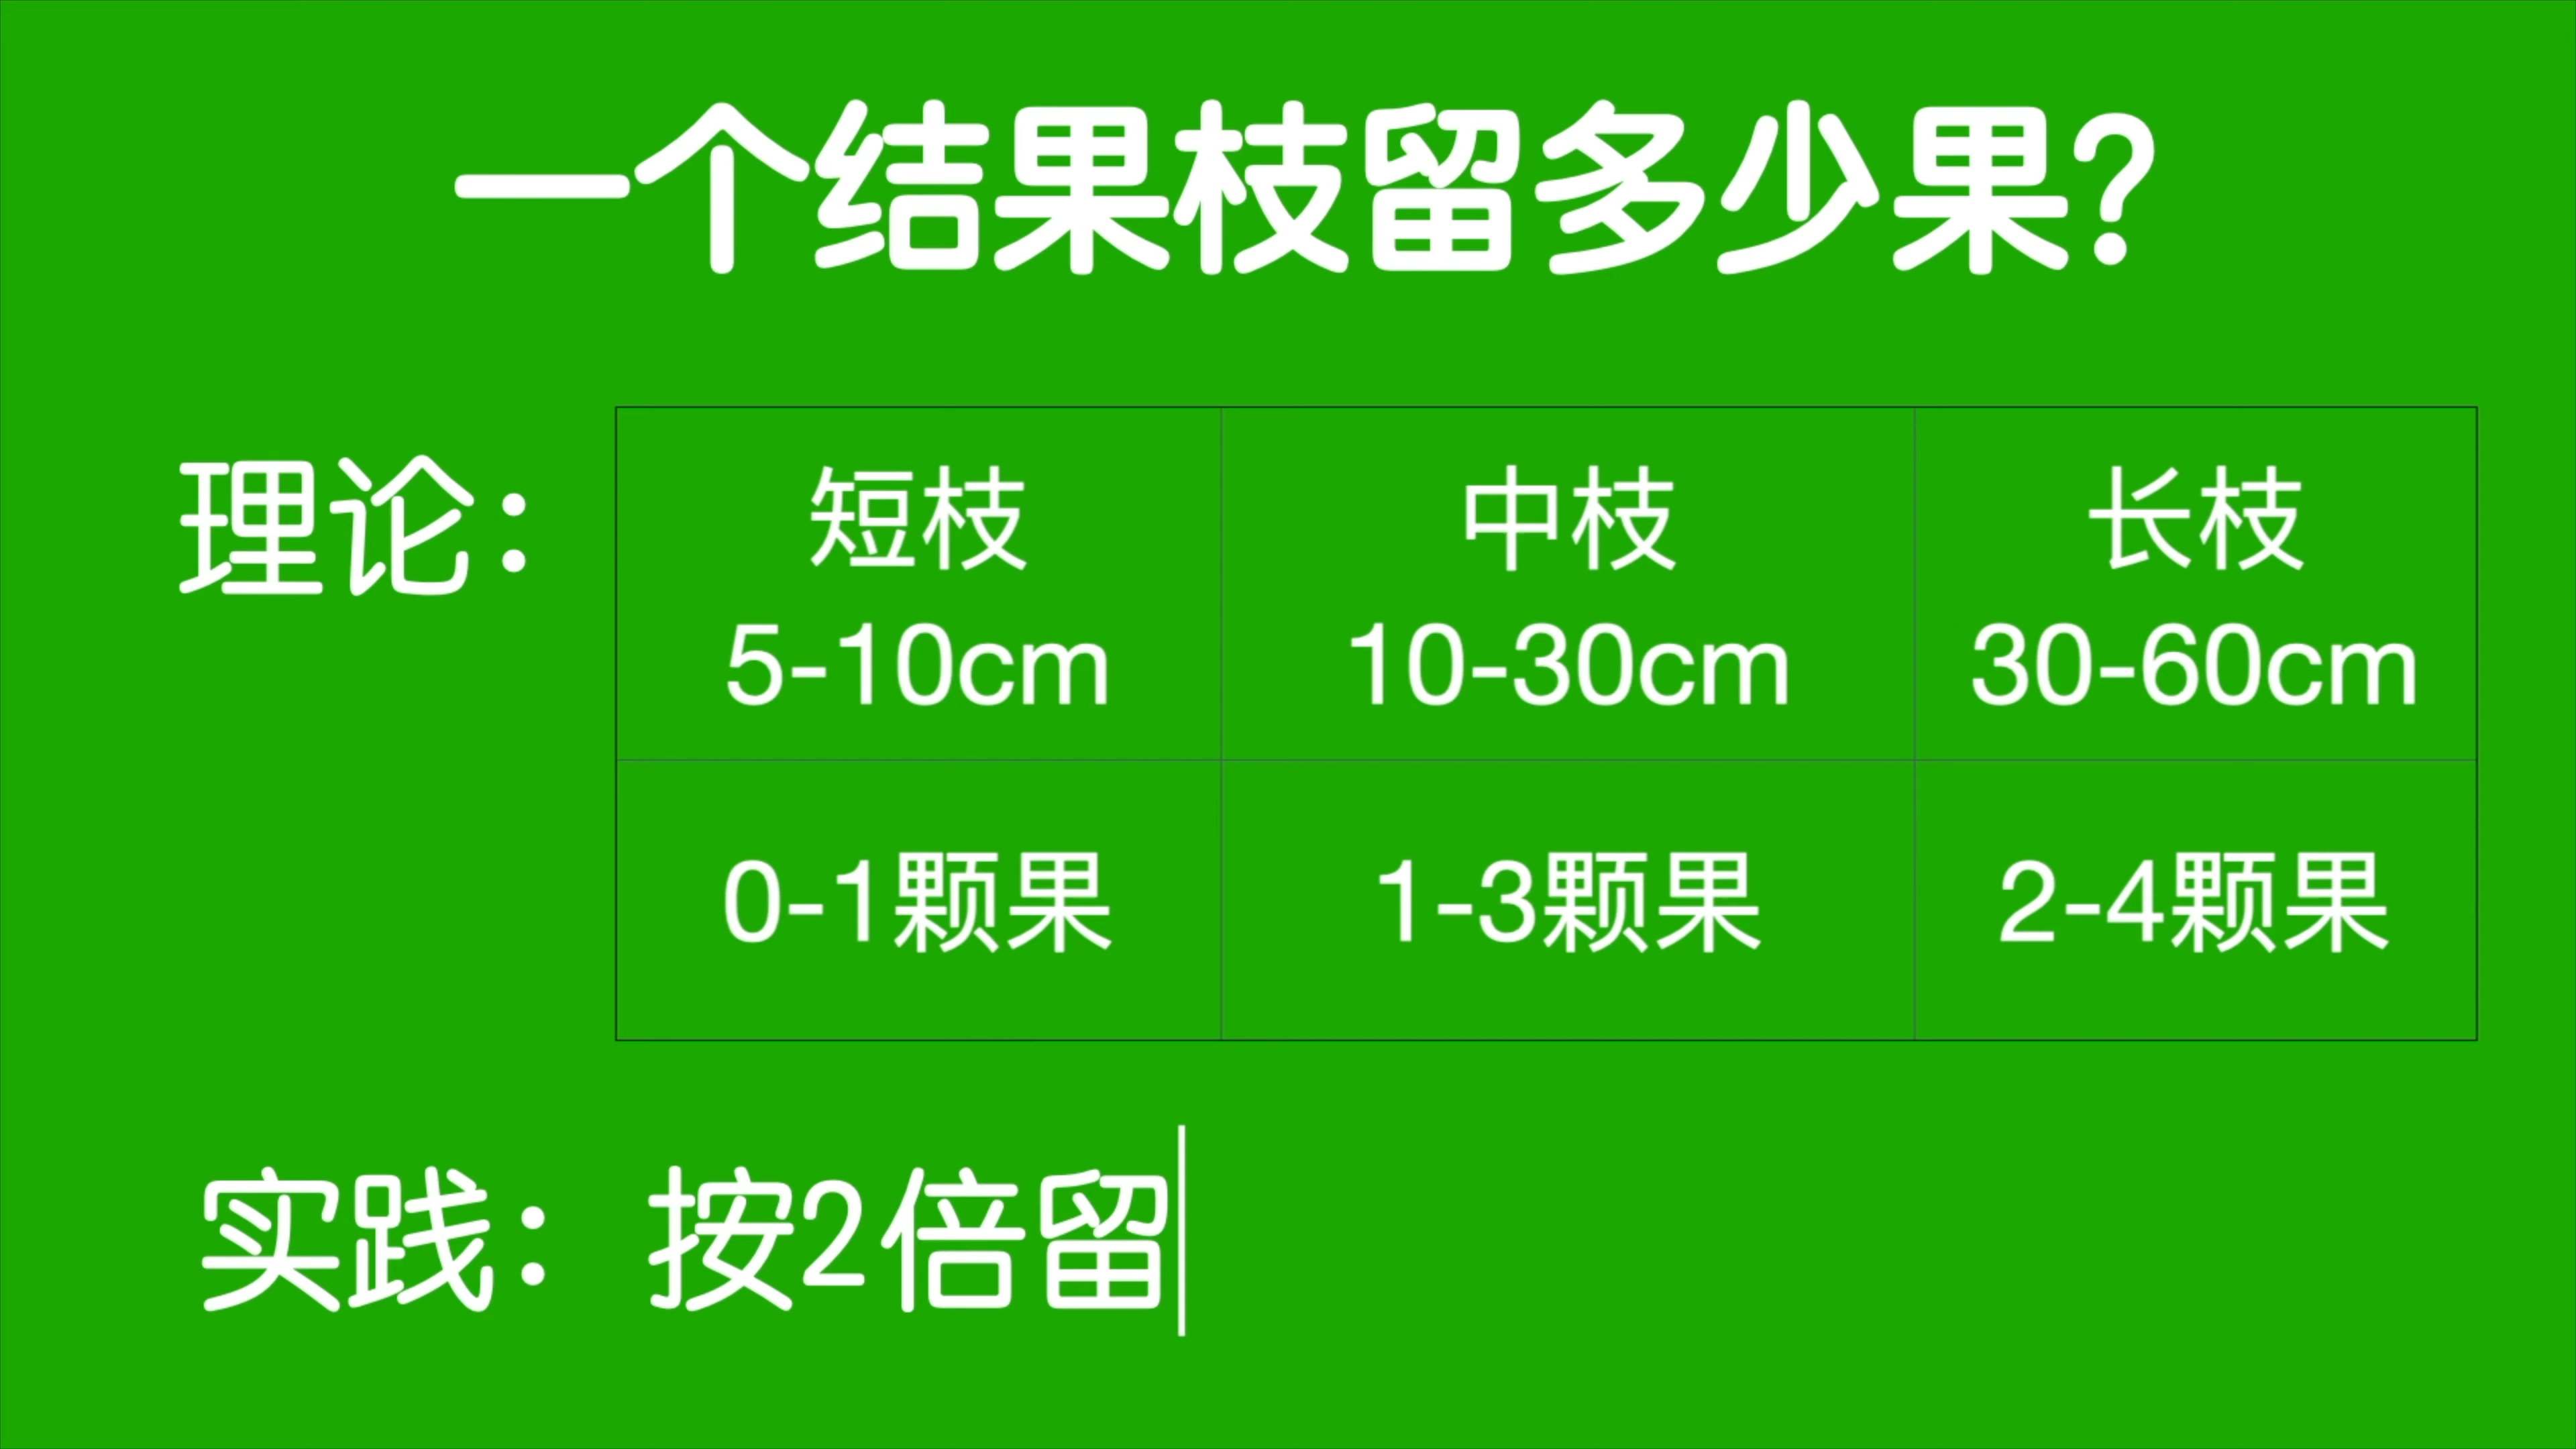 一个结果枝留多少果?
理论：
短枝 中枝 长枝
5-10cm 10-30cm 30-60cm
0-1颗果 1-3颗果 2-4颗果
实践：按2倍留